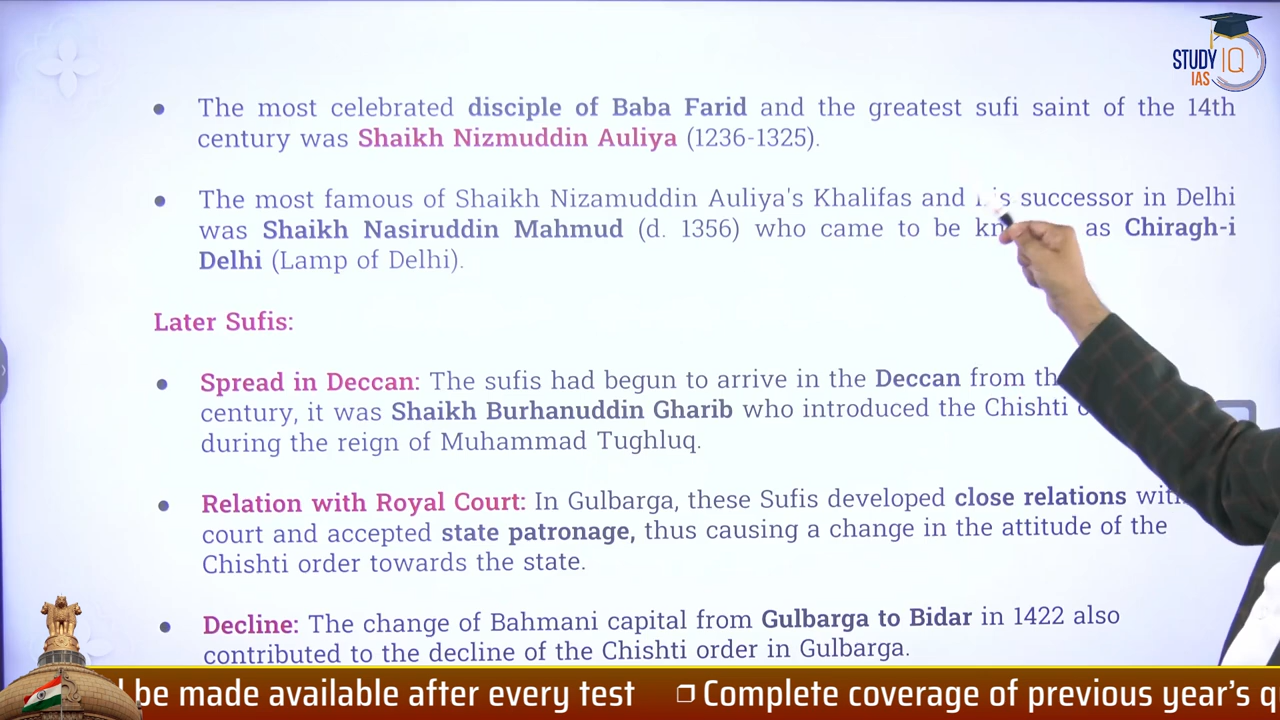 STUDY IQ
IAS
• The most celebrated disciple of Baba Farid and the greatest sufi saint of the 14th
century was Shaikh Nizmuddin Auliya (1236-1325).
• The most famous of Shaikh Nizamuddin Auliya's Khalifas and successor in Delhi
was Shaikh Nasiruddin Mahmud (d. 1356) who came to be as Chiragh-i
Delhi (Lamp of Delhi).
Later Sufis:
• Spread in Deccan: The sufis had begun to arrive in the Deccan from
century, it was Shaikh Burhanuddin Gharib who introduced the Chishti
during the reign of Muhammad Tughluq.
• Relation with Royal Court: In Gulbarga, these Sufis developed close relations
court and accepted state patronage, thus causing a change in the attitude of the
Chishti order towards the state.
• Decline: The change of Bahmani capital from Gulbarga to Bidar in 1422 also
contributed to the decline of the Chishti order in Gulbarga.
be made available after every test ❐ Complete coverage of previous year's q